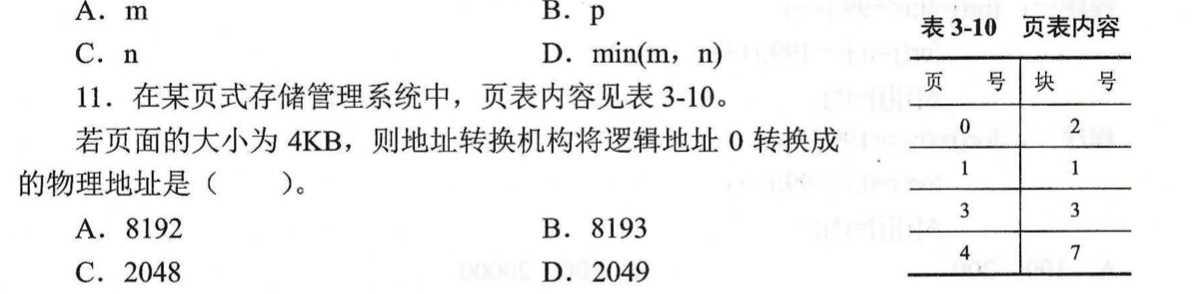 A．m B．p
C．n D．min(m，n)
11．在某页式存储管理系统中，页表内容见表 3-10。
若页面的大小为 4KB，则地址转换机构将逻辑地址 0 转换成
的物理地址是（ ）。
A．8192 B．8193
C．2048 D．2049
表 3-10 页表内容
页 号 块 号
0 2
1 1
3 3
4 7